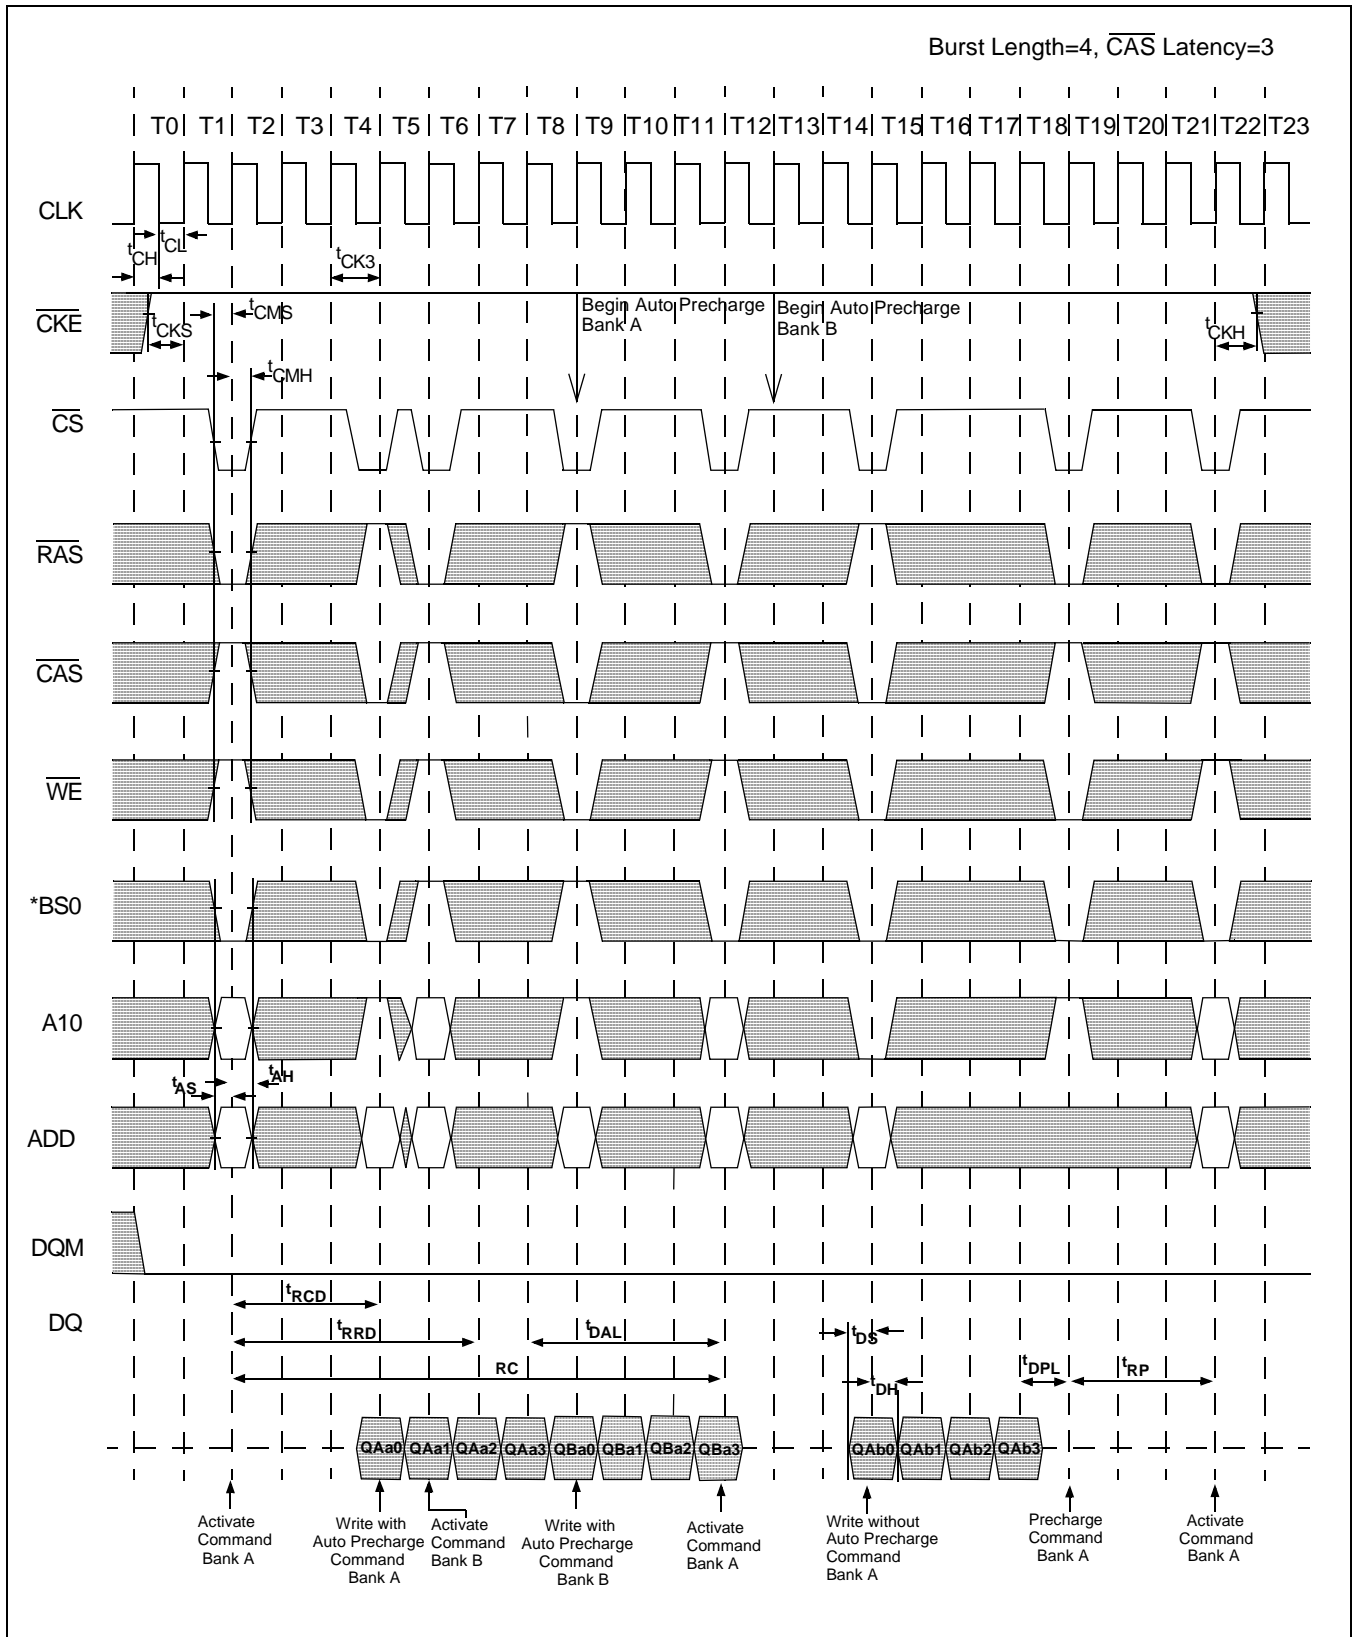 Burst Length=4, CAS Latency=3
T0 T1 T2 T3 T4 T5 T6 T7 T8 T9 T10 T11 T12 T13 T14 T15 T16 T17 T18 T19 T20 T21 T22 T23
CLK
tCH
tCL
tCK3
CKE
tCKS
tCMS
tCMH
Begin Auto Precharge
Bank A
Begin Auto Precharge
Bank B
tCKH
CS
RAS
CAS
WE
*BS0
A10
tAS
tAH
ADD
DQM
DQ
tRCD
tRRD
tDAL
RC
tDS
tDH
tDPL
tRP
QAa0 QAa1 QAa2 QAa3 QBa0 QBa1 QBa2 QBa3 QAb0 QAb1 QAb2 QAb3
Activate
Command
Bank A
Write with
Auto Precharge
Command
Bank A
Activate
Command
Bank B
Write with
Auto Precharge
Command
Bank B
Activate
Command
Bank A
Write without
Auto Precharge
Command
Bank A
Precharge
Command
Bank A
Activate
Command
Bank A